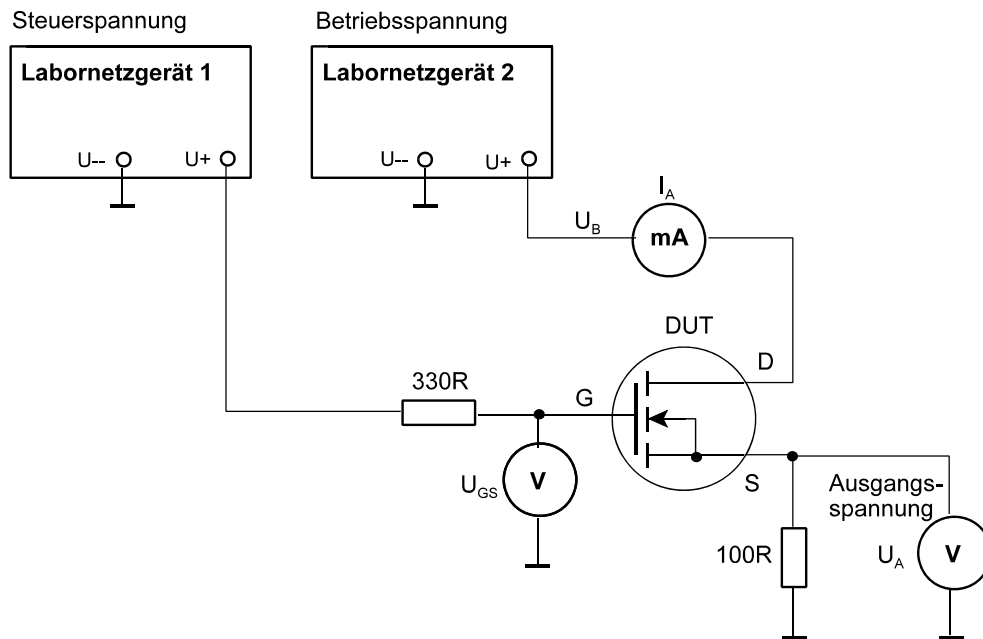 Steuerspannung
Betriebsspannung
Labornetzgerät 1
Labornetzgerät 2
U-- U+
U-- U+
I_A
U_B
mA
DUT
D
330R
G
U_GS
V
S
Ausgangs-
spannung
100R
U_A
V